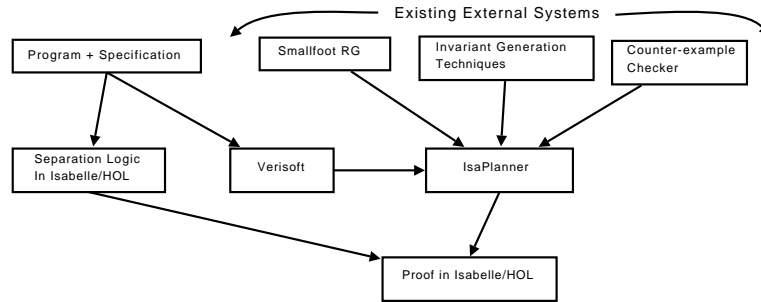 Existing External Systems
Program + Specification
Smallfoot RG
Invariant Generation
Techniques
Counter-example
Checker
Separation Logic
In Isabelle/HOL
Verisoft
IsaPlanner
Proof in Isabelle/HOL